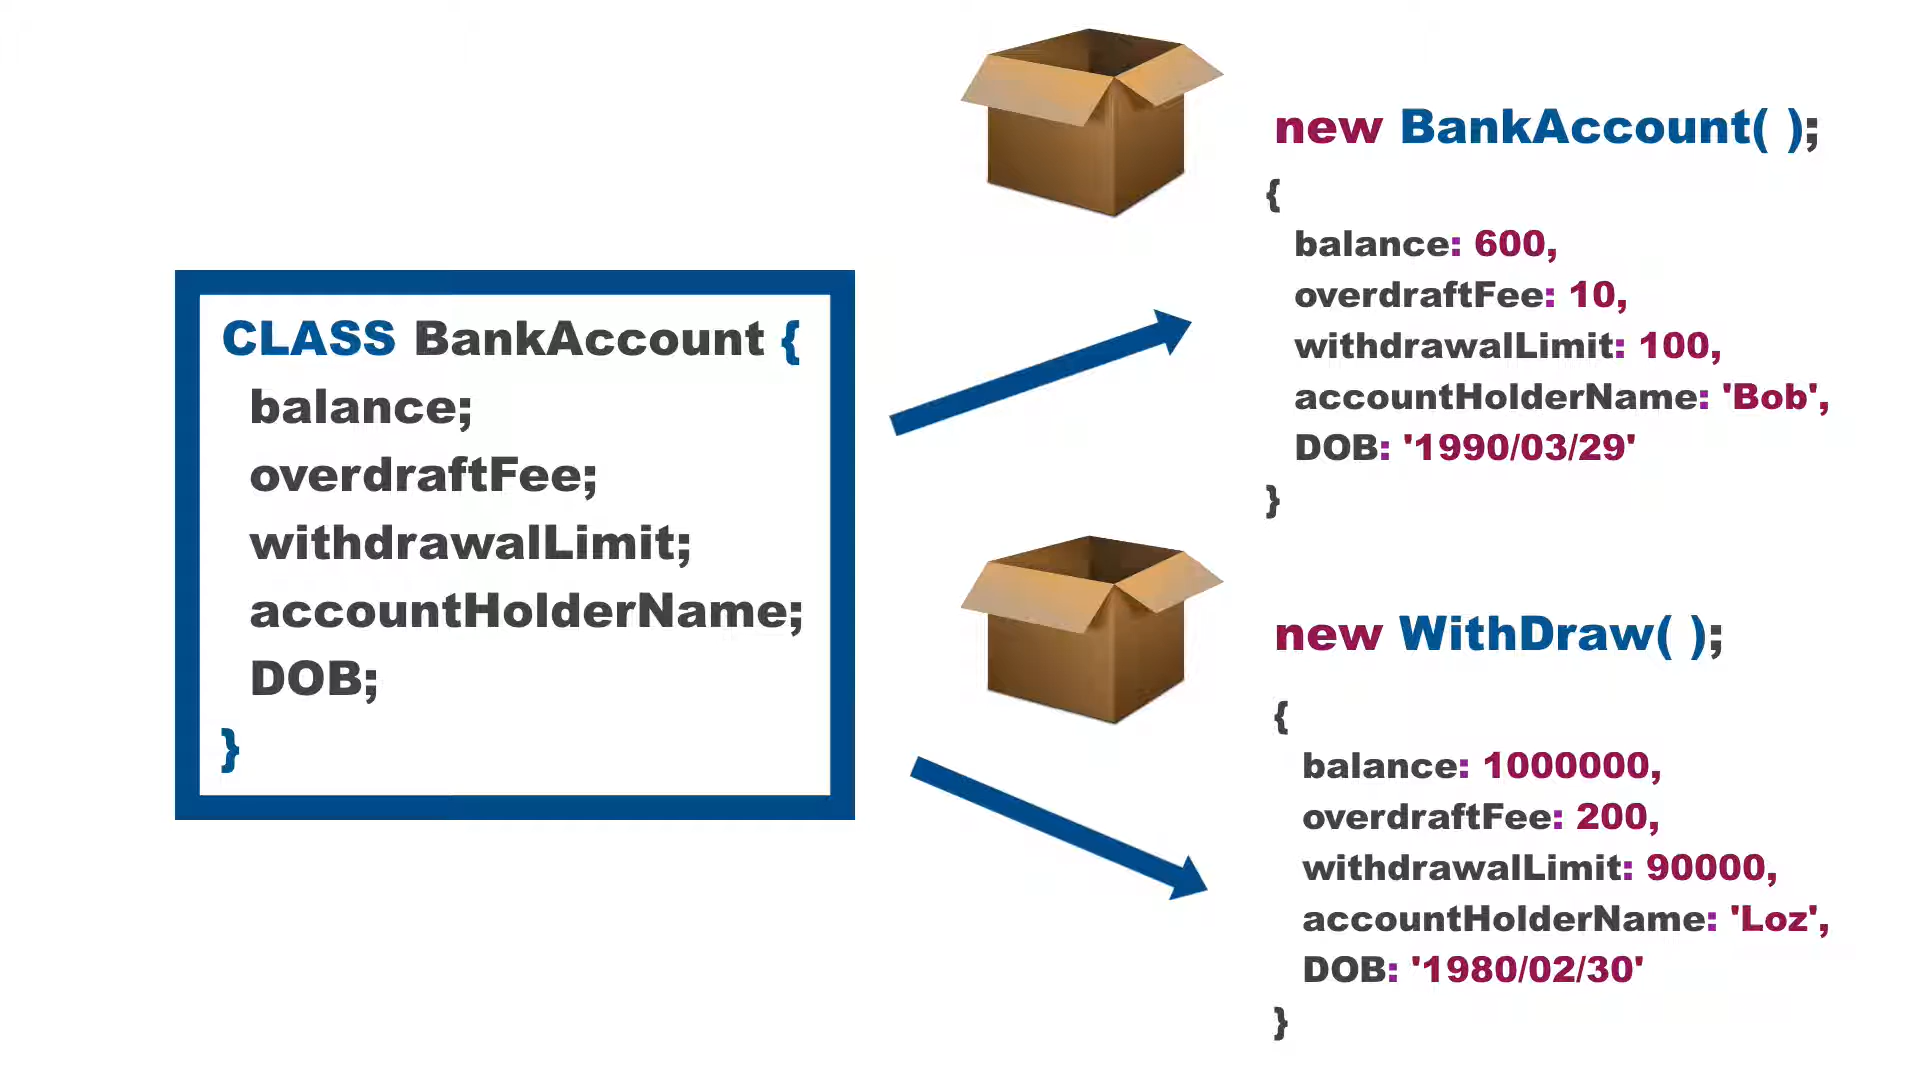 CLASS BankAccount {
balance;
overdraftFee;
withdrawalLimit;
accountHolderName;
DOB;
}
new BankAccount( );
{
balance: 600,
overdraftFee: 10,
withdrawalLimit: 100,
accountHolderName: 'Bob',
DOB: '1990/03/29'
}
new WithDraw( );
{
balance: 1000000,
overdraftFee: 200,
withdrawalLimit: 90000,
accountHolderName: 'Loz',
DOB: '1980/02/30'
}